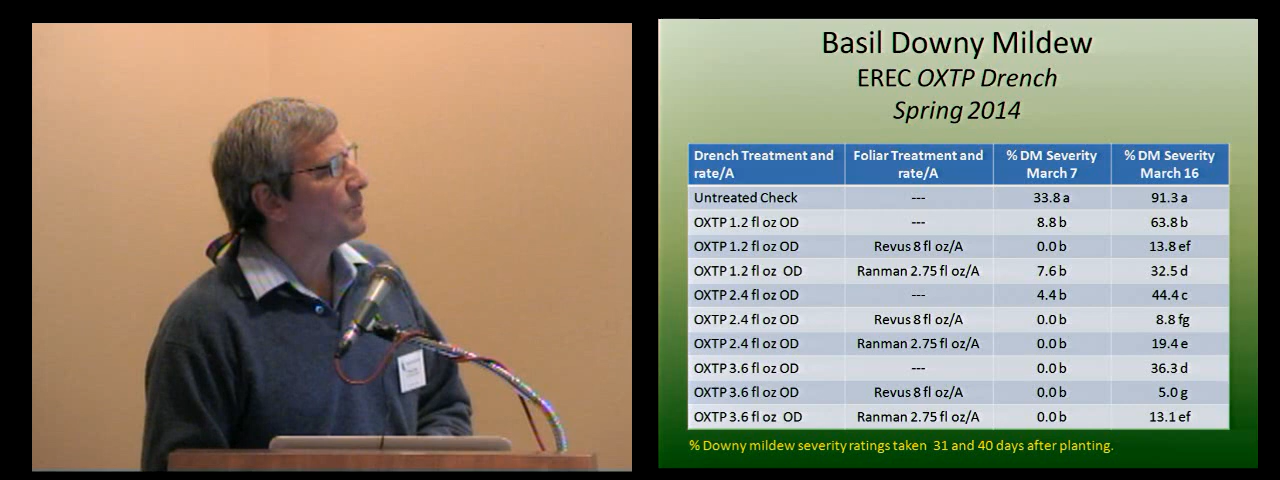 Basil Downy Mildew
EREC OXTP Drench
Spring 2014
Drench Treatment and rate/A | Foliar Treatment and rate/A | % DM Severity March 7 | % DM Severity March 16
Untreated Check | --- | 33.8 a | 91.3 a
OXTP 1.2 fl oz OD | --- | 8.8 b | 63.8 b
OXTP 1.2 fl oz OD | Revus 8 fl oz/A | 0.0 b | 13.8 ef
OXTP 1.2 fl oz OD | Ranman 2.75 fl oz/A | 7.6 b | 32.5 d
OXTP 2.4 fl oz OD | --- | 4.4 b | 44.4 c
OXTP 2.4 fl oz OD | Revus 8 fl oz/A | 0.0 b | 8.8 fg
OXTP 2.4 fl oz OD | Ranman 2.75 fl oz/A | 0.0 b | 19.4 e
OXTP 3.6 fl oz OD | --- | 0.0 b | 36.3 d
OXTP 3.6 fl oz OD | Revus 8 fl oz/A | 0.0 b | 5.0 g
OXTP 3.6 fl oz OD | Ranman 2.75 fl oz/A | 0.0 b | 13.1 ef
% Downy mildew severity ratings taken 31 and 40 days after planting.